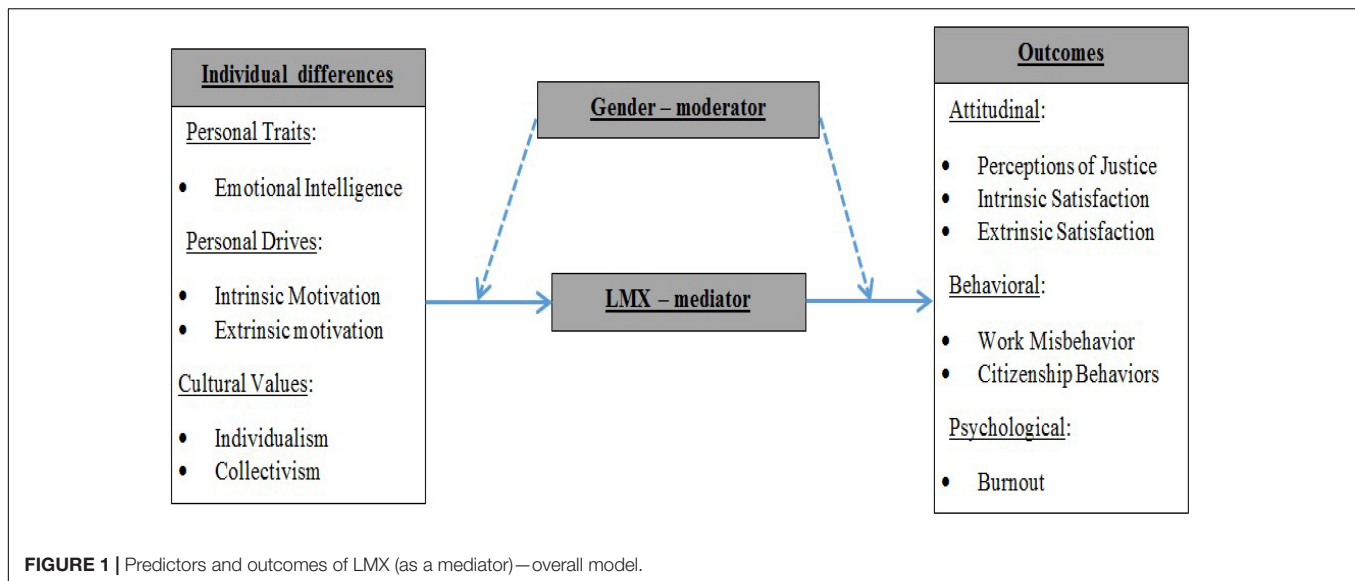 Individual differences
Personal Traits:
• Emotional Intelligence
Personal Drives:
• Intrinsic Motivation
• Extrinsic motivation
Cultural Values:
• Individualism
• Collectivism
Gender – moderator
LMX – mediator
Outcomes
Attitudinal:
• Perceptions of Justice
• Intrinsic Satisfaction
• Extrinsic Satisfaction
Behavioral:
• Work Misbehavior
• Citizenship Behaviors
Psychological:
• Burnout
FIGURE 1 | Predictors and outcomes of LMX (as a mediator)—overall model.